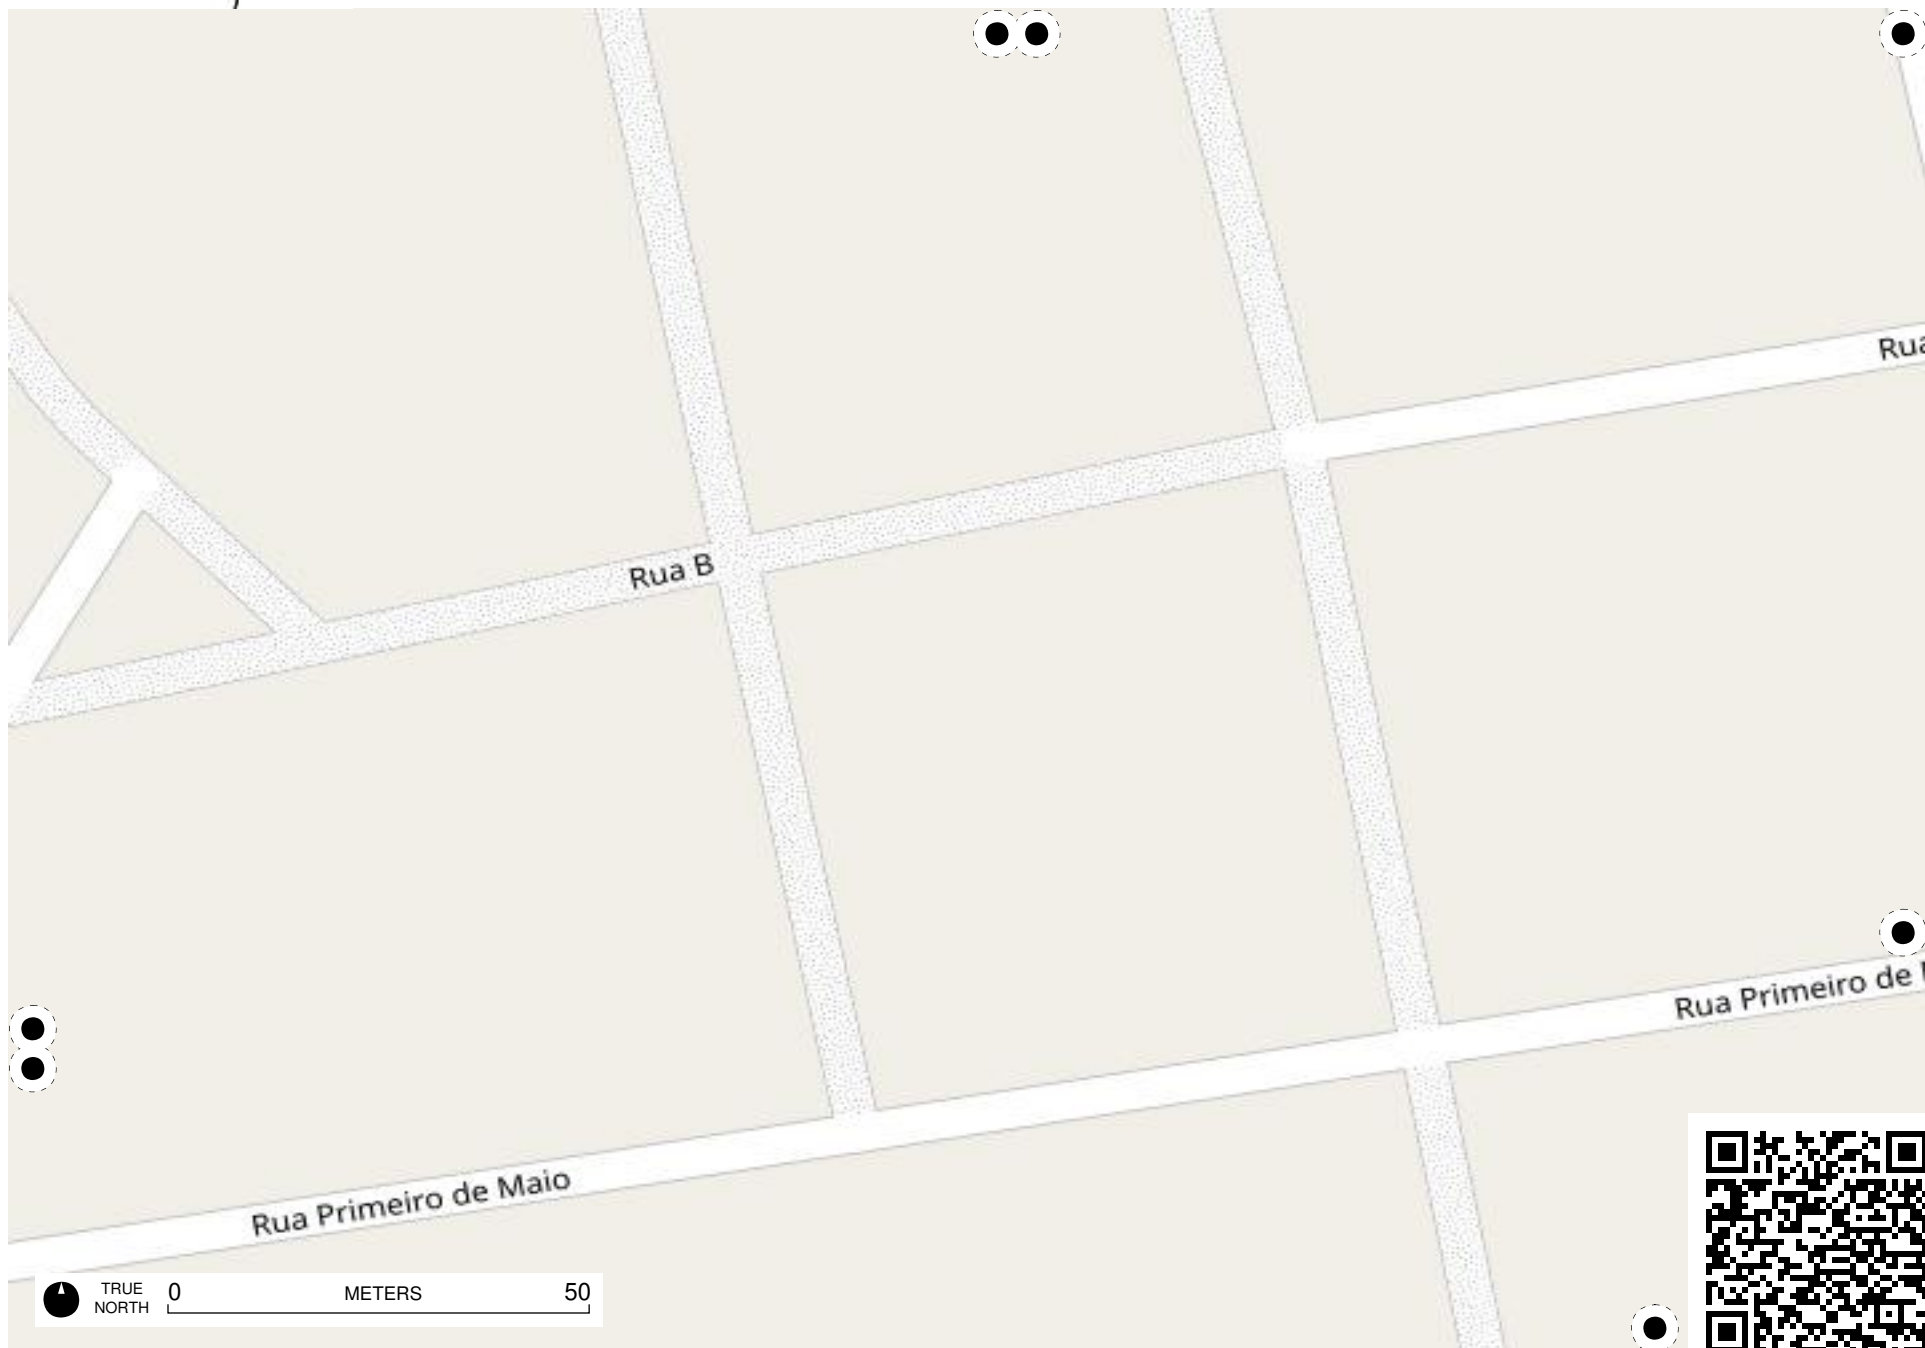 Rua
Rua B
Rua Primeiro de
Rua Primeiro de Maio
TRUE
NORTH
0 METERS 50